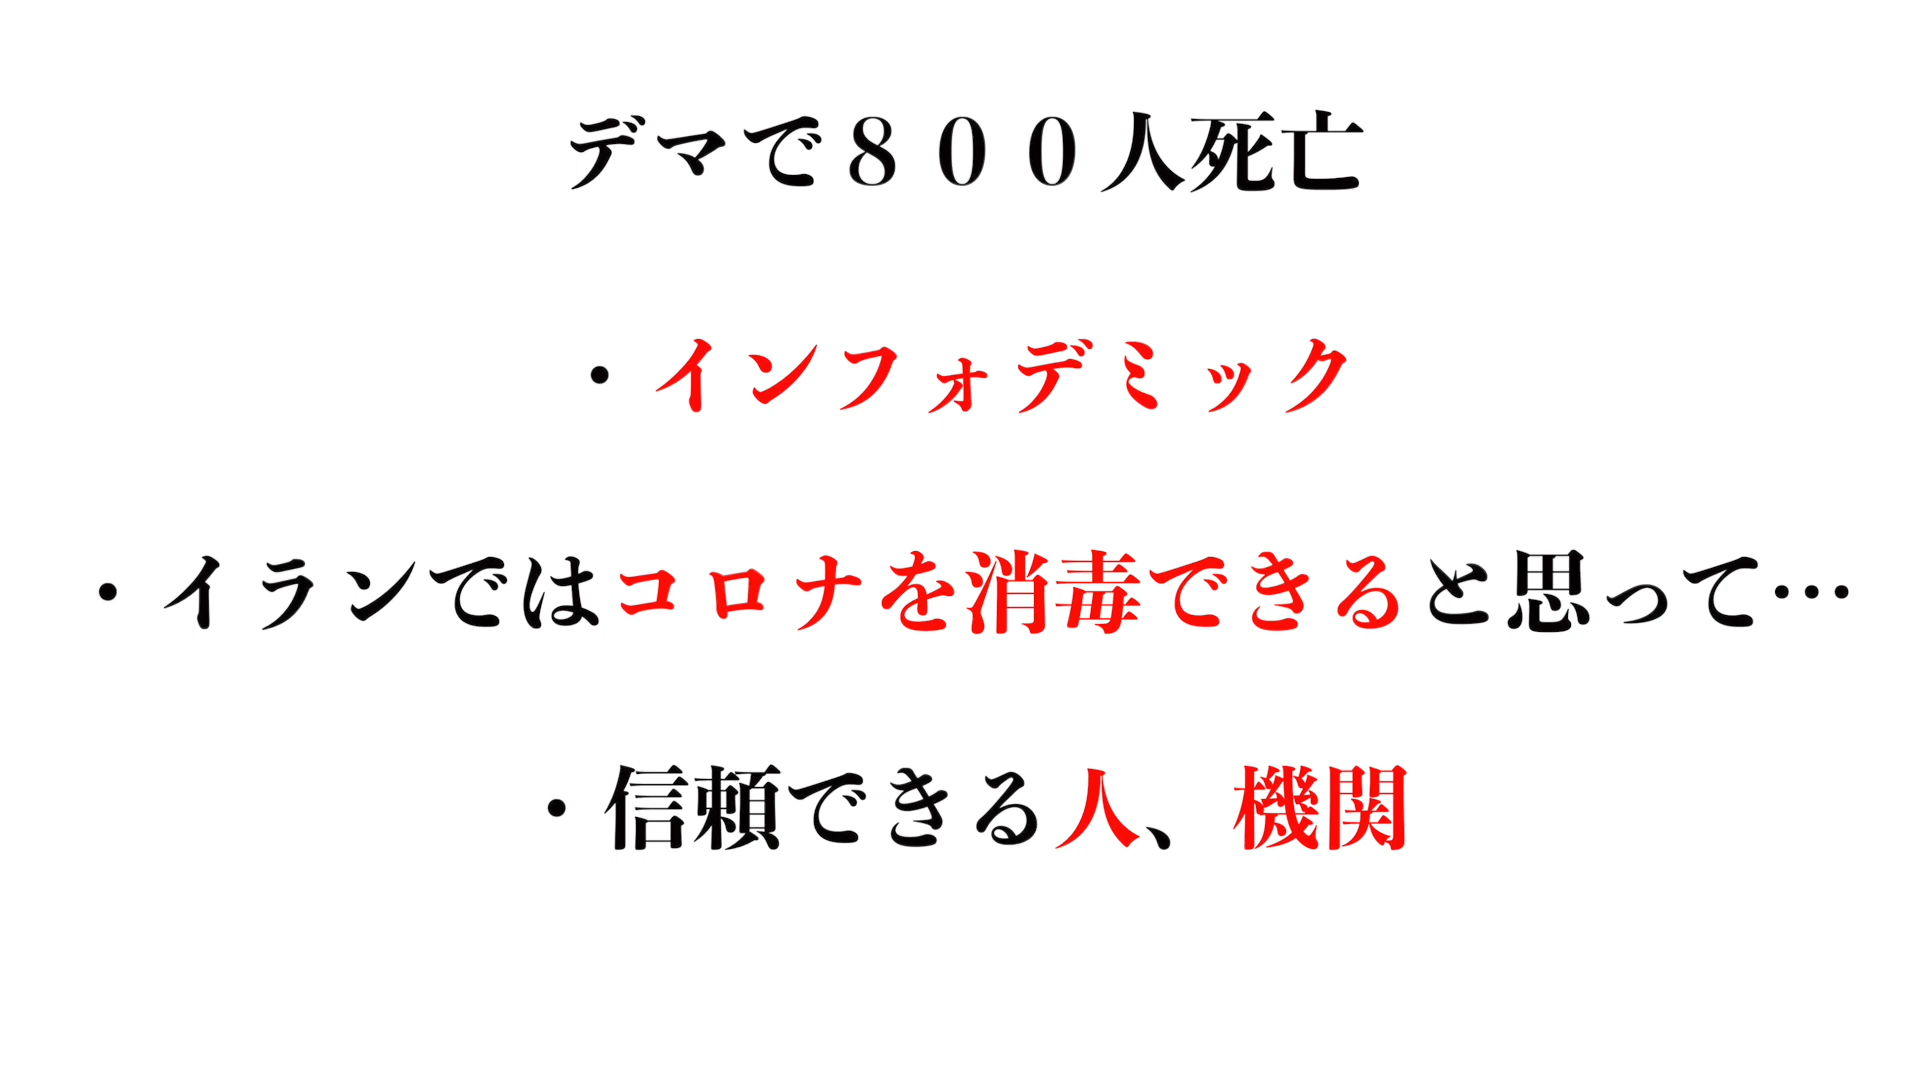 デマで８００人死亡
・インフォデミック
・イランではコロナを消毒できると思って…
・信頼できる人、機関